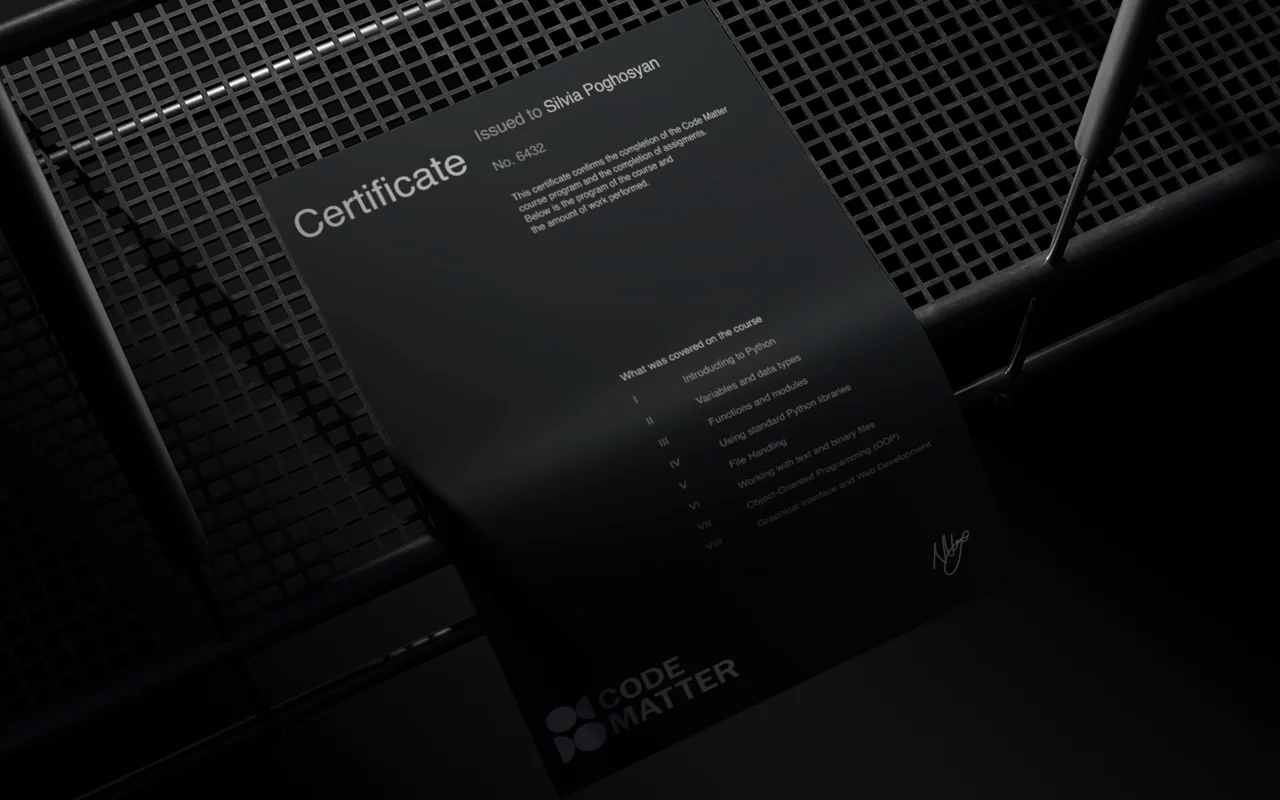 Certificate
Issued to Silvia Poghosyan
No. 6432
This certificate confirms the completion of the Code Matter
course program and the completion of assigments.
Below is the program of the course and
the amount of work performed.
What was covered on the course
I Introducting to Python
II Variables and data types
III Functions and modules
IV Using standard Python libraries
V File Handling
VI Working with text and binary files
VII Object-Oriented Programming (OOP)
VIII Graphical Interface and Web Development
CODE
MATTER